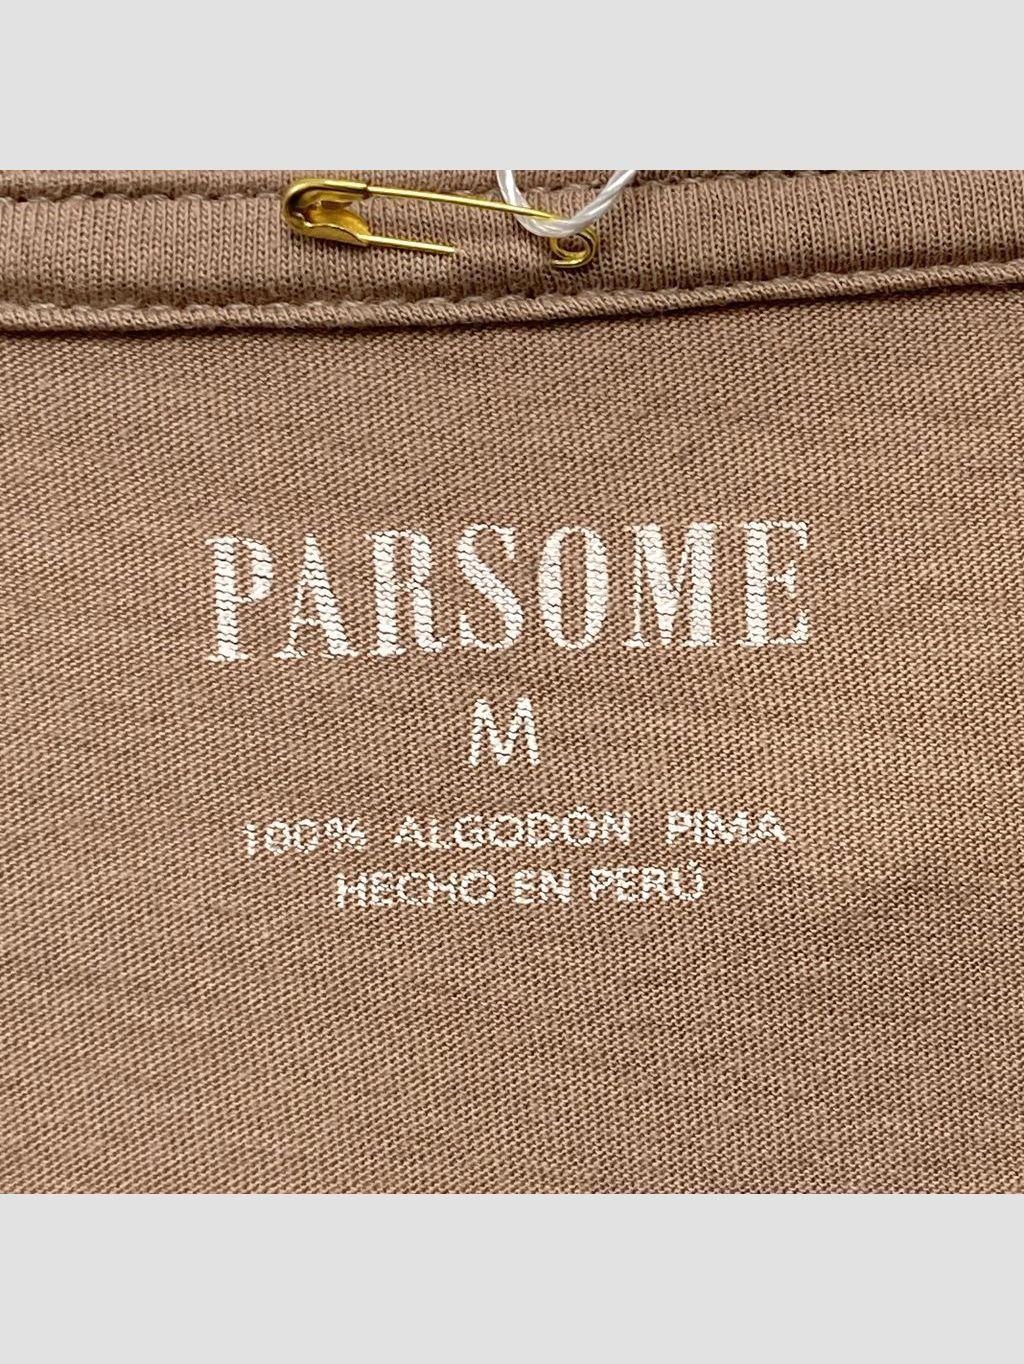 PARSOME
M
100% ALGODÓN PIMA
HECHO EN PERÚ